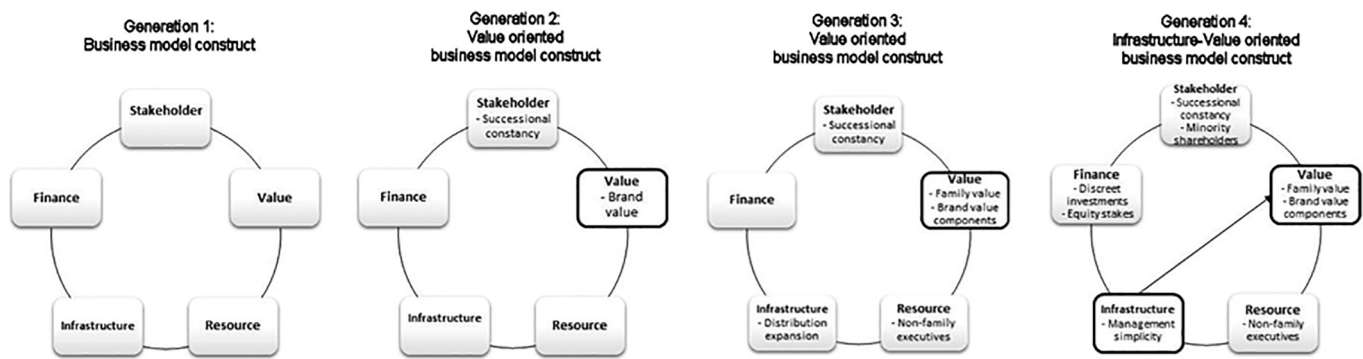 Generation 1:
Business model construct
Stakeholder
Finance
Value
Infrastructure
Resource
Generation 2:
Value oriented
business model construct
Stakeholder
- Successional
constancy
Finance
Value
- Brand
value
Infrastructure
Resource
Generation 3:
Value oriented
business model construct
Stakeholder
- Successional
constancy
Finance
Value
- Family value
- Brand value
components
Infrastructure
- Distribution
expansion
Resource
- Non-family
executives
Generation 4:
Infrastructure-Value oriented
business model construct
Stakeholder
- Successional
constancy
- Minority
shareholders
Finance
- Discreet
investments
- Equity stakes
Value
- Family value
- Brand value
components
Infrastructure
- Management
simplicity
Resource
- Non-family
executives